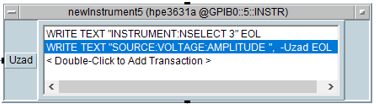 newInstrument5 (hpe3631a @GPIB0::5::INSTR)
WRITE TEXT "INSTRUMENT:NSELECT 3" EOL
Uzad WRITE TEXT "SOURCE:VOLTAGE:AMPLITUDE ", -Uzad EOL
< Double-Click to Add Transaction >